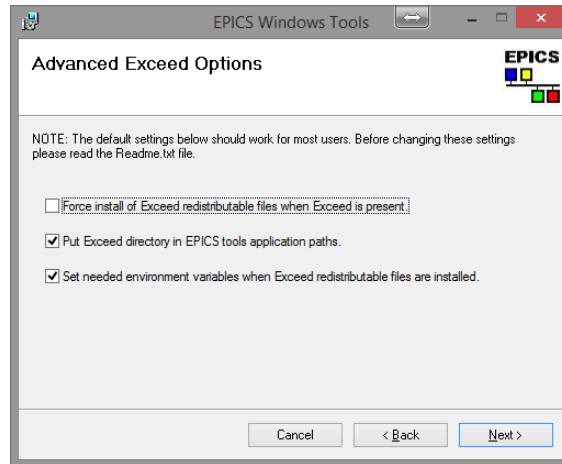 EPICS Windows Tools
Advanced Exceed Options
EPICS
NOTE: The default settings below should work for most users. Before changing these settings
please read the Readme.txt file.
Force install of Exceed redistributable files when Exceed is present.
Put Exceed directory in EPICS tools application paths.
Set needed environment variables when Exceed redistributable files are installed.
Cancel
< Back
Next >